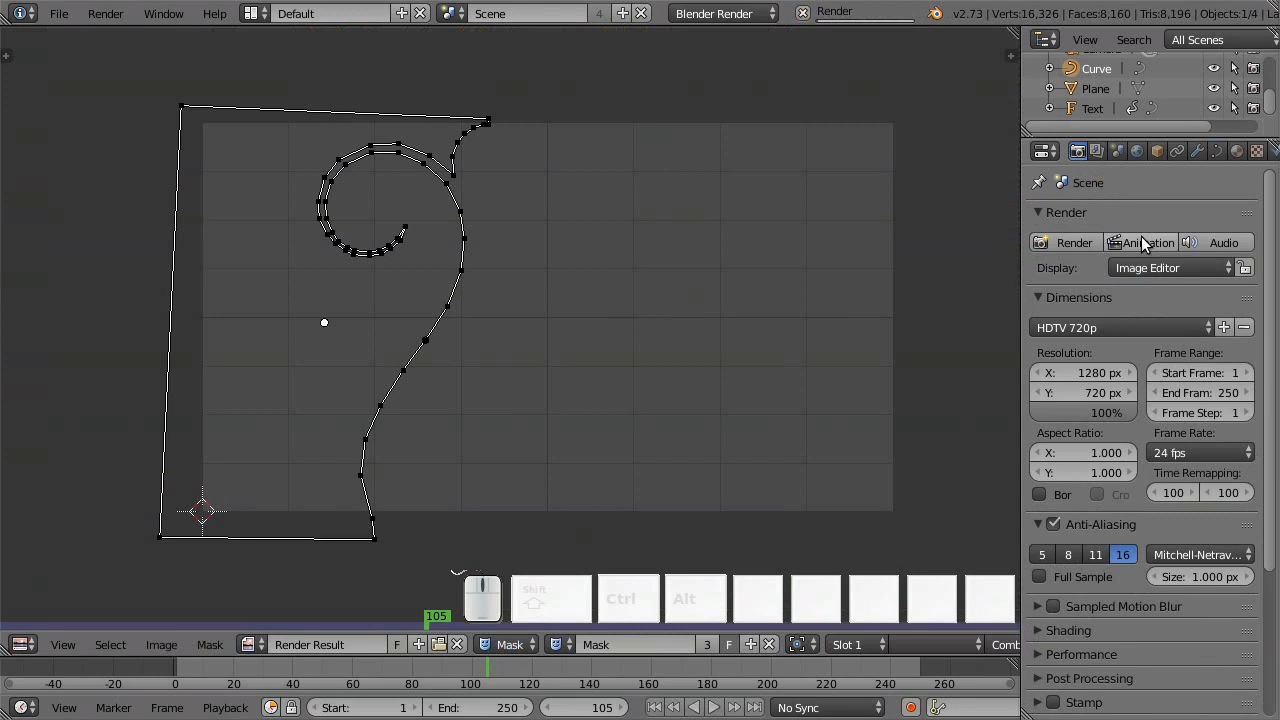 File Render Window Help Default Scene 4 Blender Render Render v2.73 | Verts:16,326 | Faces:8,160 | Tris:8,196 | Objects:1/4 | La
View Search All Scenes
Curve
Plane
Text
Scene
Render
Render Animation Audio
Display: Image Editor
Dimensions
HDTV 720p
Resolution: Frame Range:
X: 1280 px Start Frame: 1
Y: 720 px End Fram: 250
100% Frame Step: 1
Aspect Ratio: Frame Rate:
X: 1.000 24 fps
Y: 1.000 Time Remapping:
Bor Cro 100 100
Anti-Aliasing
5 8 11 16 Mitchell-Netrav...
Full Sample Size: 1.000 px
Sampled Motion Blur
Shading
Performance
Post Processing
Stamp
Shift Ctrl Alt
105
View Select Image Mask Render Result F Mask Mask 3 F Slot 1 Comb
-40 -20 0 20 40 60 80 100 120 140 160 180 200 220 240 260
View Marker Frame Playback Start: 1 End: 250 105 No Sync